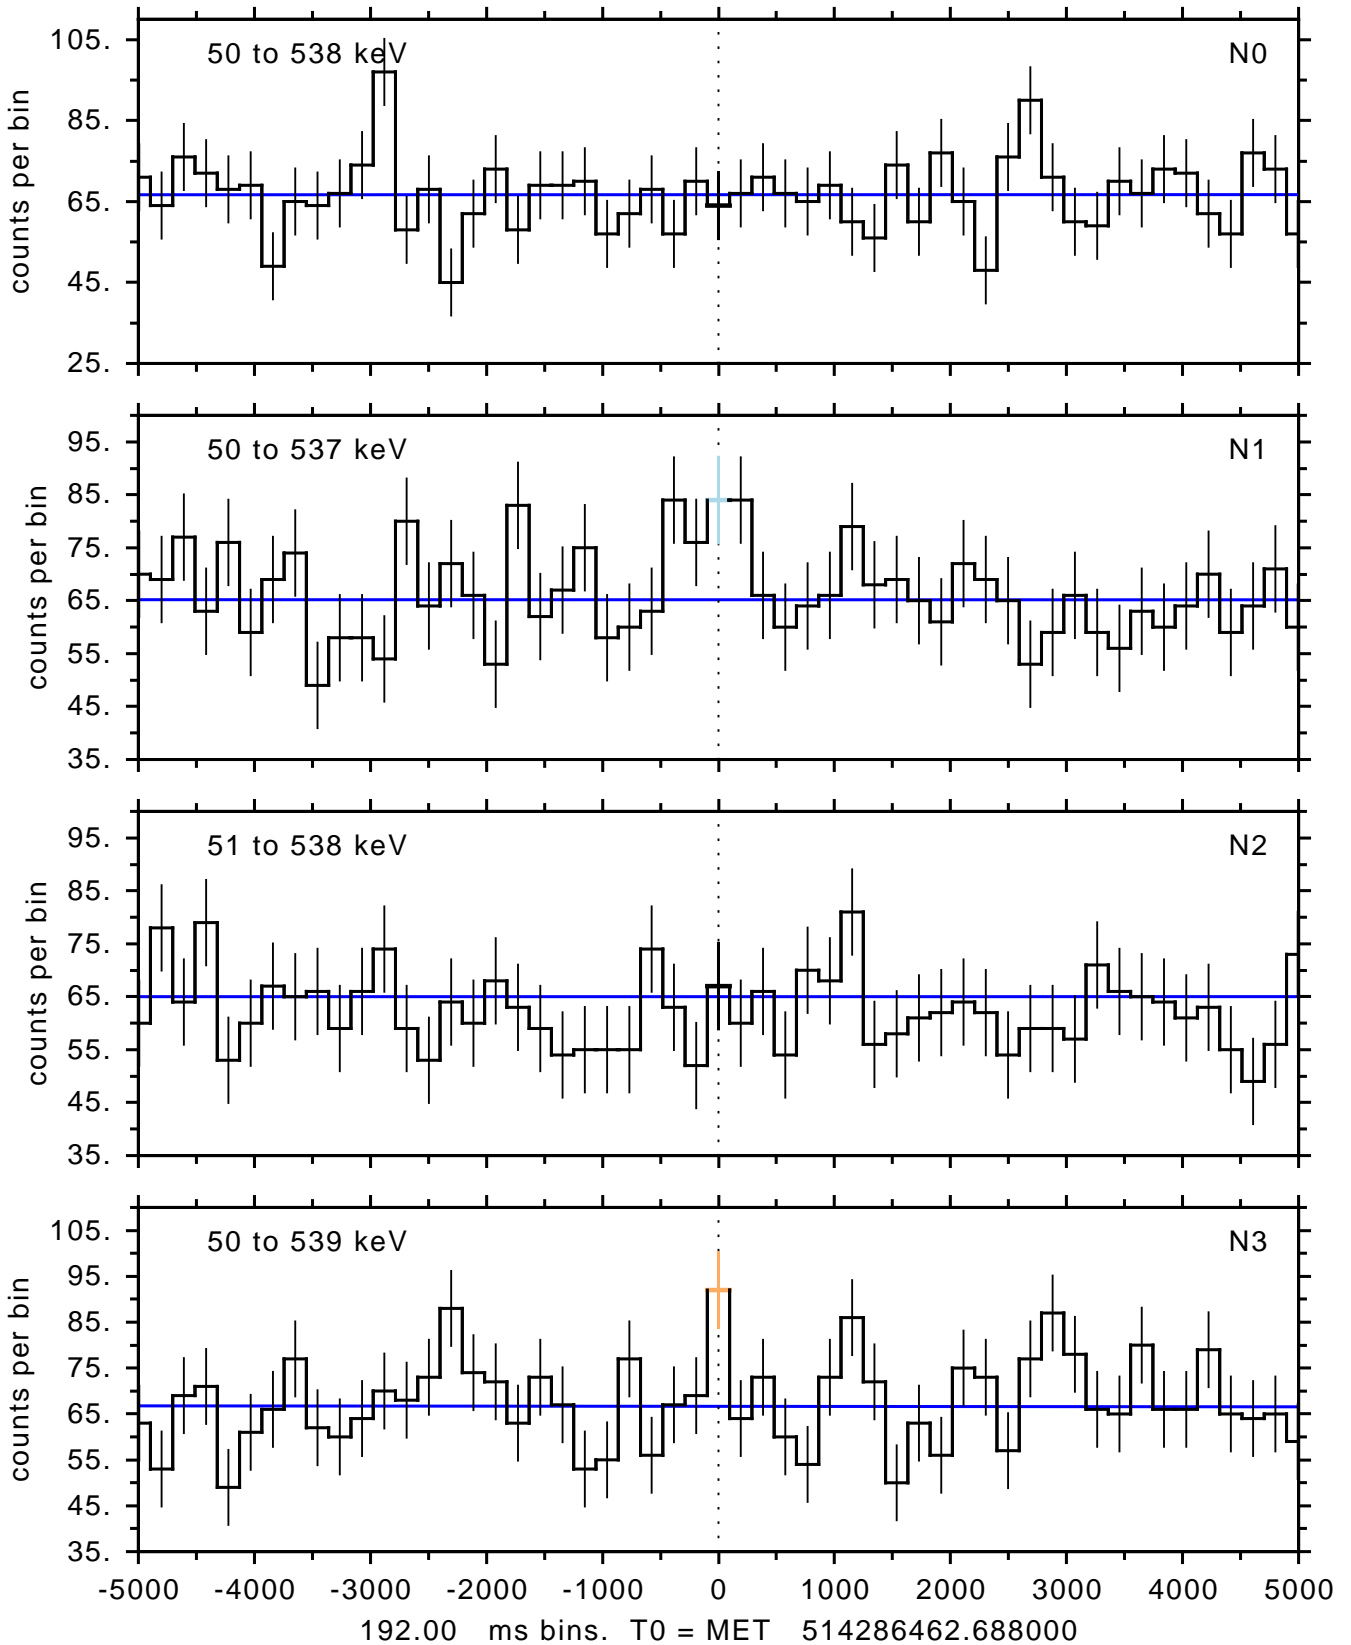 50 to 538 keV N0
105.
85.
65.
45.
25.
counts per bin
50 to 537 keV N1
95.
85.
75.
65.
55.
45.
35.
counts per bin
51 to 538 keV N2
95.
85.
75.
65.
55.
45.
35.
counts per bin
50 to 539 keV N3
105.
95.
85.
75.
65.
55.
45.
35.
counts per bin
-5000 -4000 -3000 -2000 -1000 0 1000 2000 3000 4000 5000
192.00 ms bins. T0 = MET 514286462.688000